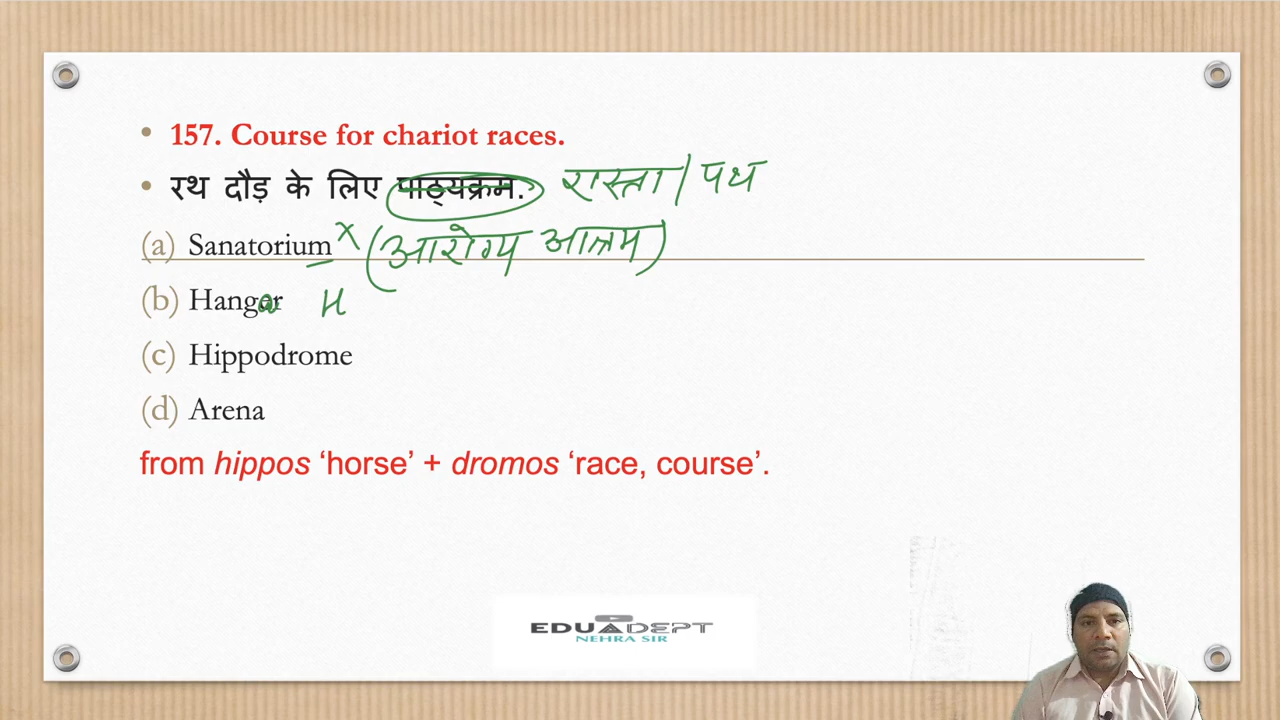 157. Course for chariot races.
रथ दौड़ के लिए पाठ्यक्रम. रास्ता / पथ
(a) Sanatorium x (आरोग्य आश्रम)
(b) Hangar H
(c) Hippodrome
(d) Arena
from hippos ‘horse’ + dromos ‘race, course’.
EDUADEPT
NEHRA SIR